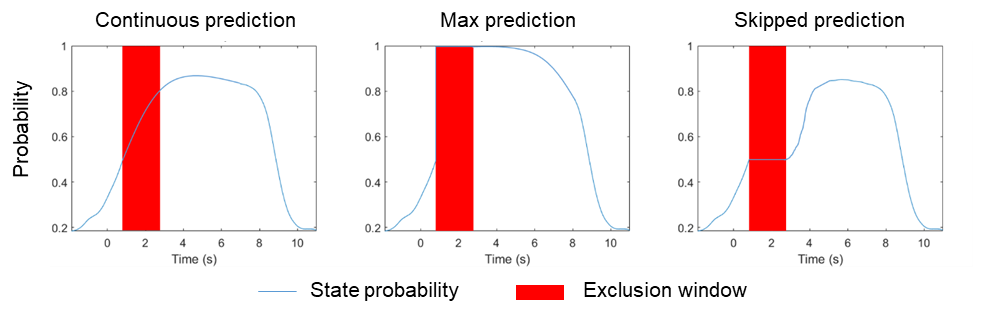 Continuous prediction
Max prediction
Skipped prediction
Probability
1
0.8
0.6
0.4
0.2
0 2 4 6 8 10
Time (s)
1
0.8
0.6
0.4
0.2
0 2 4 6 8 10
Time (s)
1
0.8
0.6
0.4
0.2
0 2 4 6 8 10
Time (s)
State probability
Exclusion window